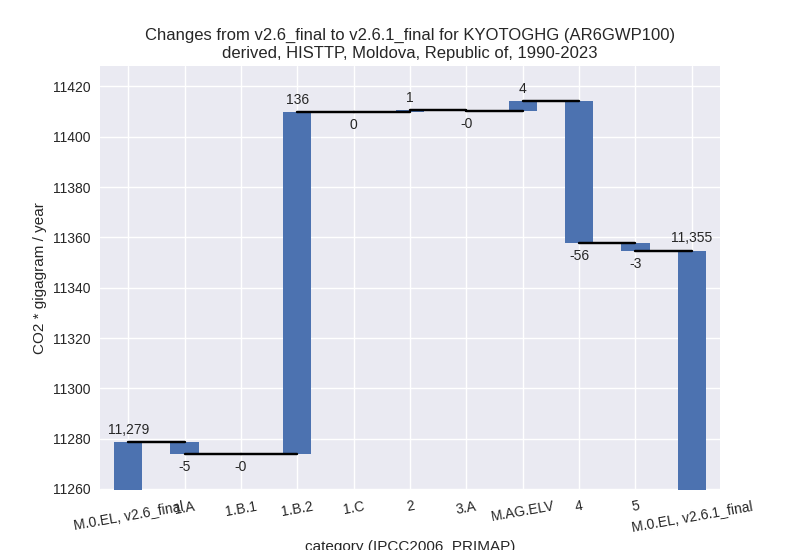 Changes from v2.6_final to v2.6.1_final for KYOTOGHG (AR6GWP100)
derived, HISTTP, Moldova, Republic of, 1990-2023
CO2 * gigagram / year
11420
11400
11380
11360
11340
11320
11300
11280
11260
11,279
-5
-0
136
0
1
-0
4
-56
-3
11,355
M.0.EL, v2.6_final
1.A
1.B.1
1.B.2
1.C
2
3.A
M.AG.ELV
4
5
M.0.EL, v2.6.1_final
category (IPCC2006_PRIMAP)